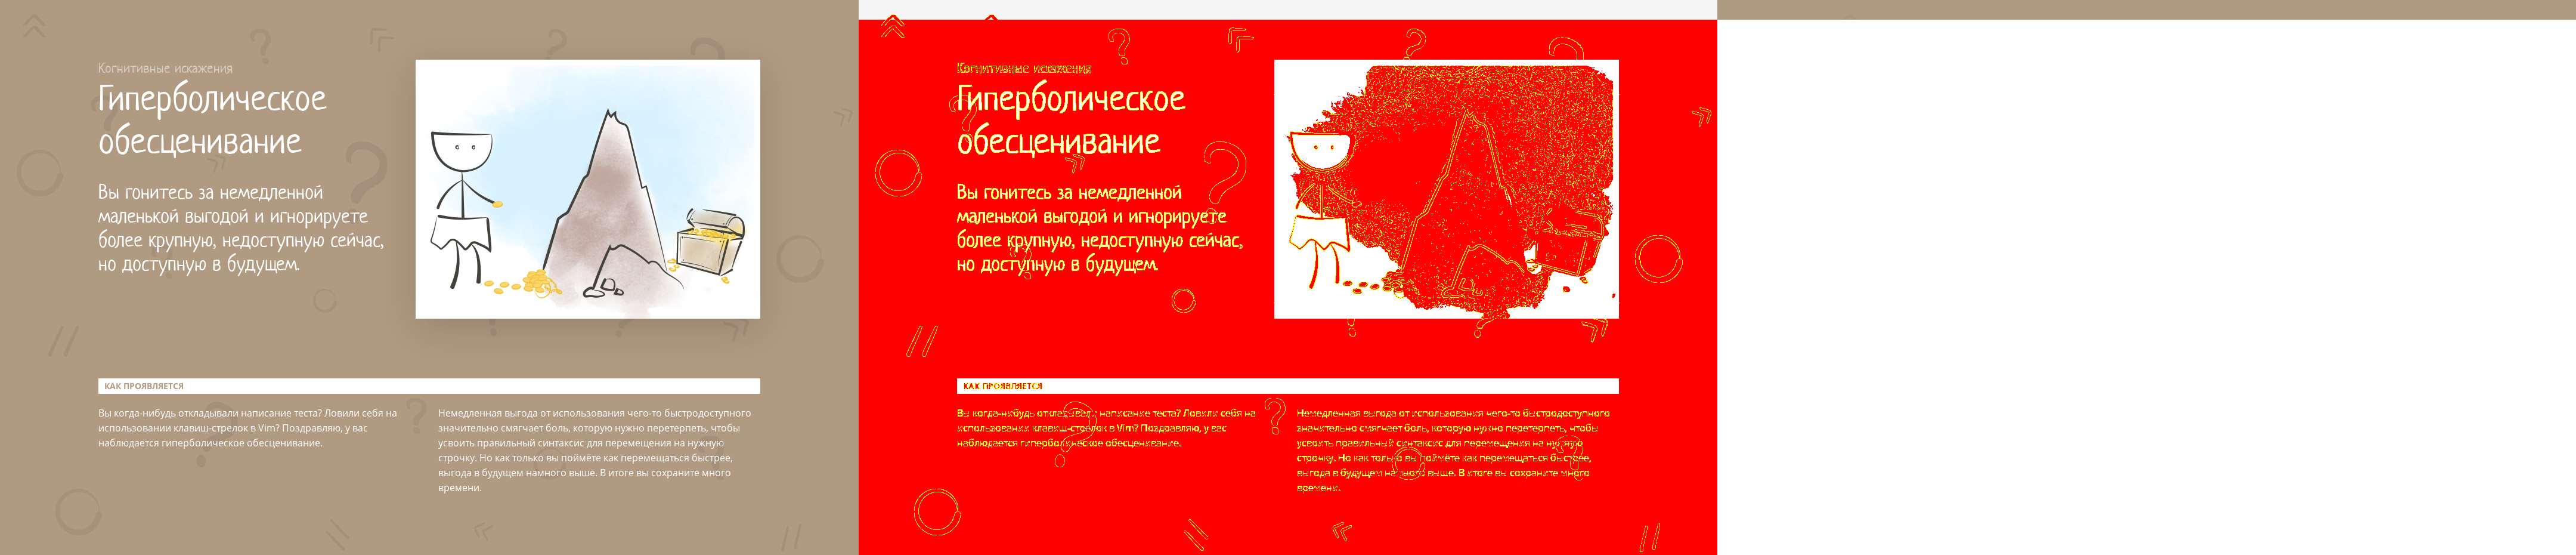 Когнитивные искажения
Гиперболическое
обесценивание
Вы гонитесь за немедленной
маленькой выгодой и игнорируете
более крупную, недоступную сейчас,
но доступную в будущем.
КАК ПРОЯВЛЯЕТСЯ
Вы когда-нибудь откладывали написание теста? Ловили себя на
использовании клавиш-стрелок в Vim? Поздравляю, у вас
наблюдается гиперболическое обесценивание.
Немедленная выгода от использования чего-то быстродоступного
значительно смягчает боль, которую нужно перетерпеть, чтобы
усвоить правильный синтаксис для перемещения на нужную
строчку. Но как только вы поймёте как перемещаться быстрее,
выгода в будущем намного выше. В итоге вы сохраните много
времени.
Когнитивные искажения
Гиперболическое
обесценивание
Вы гонитесь за немедленной
маленькой выгодой и игнорируете
более крупную, недоступную сейчас,
но доступную в будущем.
КАК ПРОЯВЛЯЕТСЯ
Вы когда-нибудь откладывали написание теста? Ловили себя на
использовании клавиш-стрелок в Vim? Поздравляю, у вас
наблюдается гиперболическое обесценивание.
Немедленная выгода от использования чего-то быстродоступного
значительно смягчает боль, которую нужно перетерпеть, чтобы
усвоить правильный синтаксис для перемещения на нужную
строчку. Но как только вы поймёте как перемещаться быстрее,
выгода в будущем намного выше. В итоге вы сохраните много
времени.